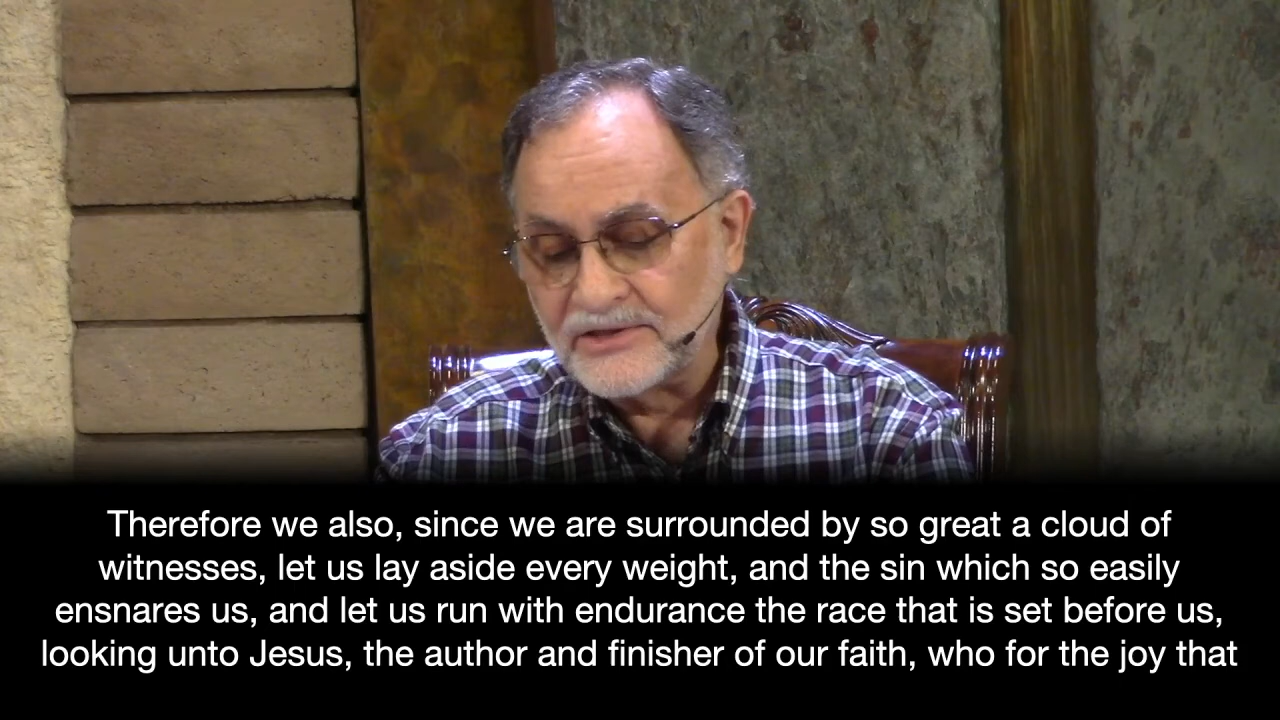 Therefore we also, since we are surrounded by so great a cloud of
witnesses, let us lay aside every weight, and the sin which so easily
ensnares us, and let us run with endurance the race that is set before us,
looking unto Jesus, the author and finisher of our faith, who for the joy that